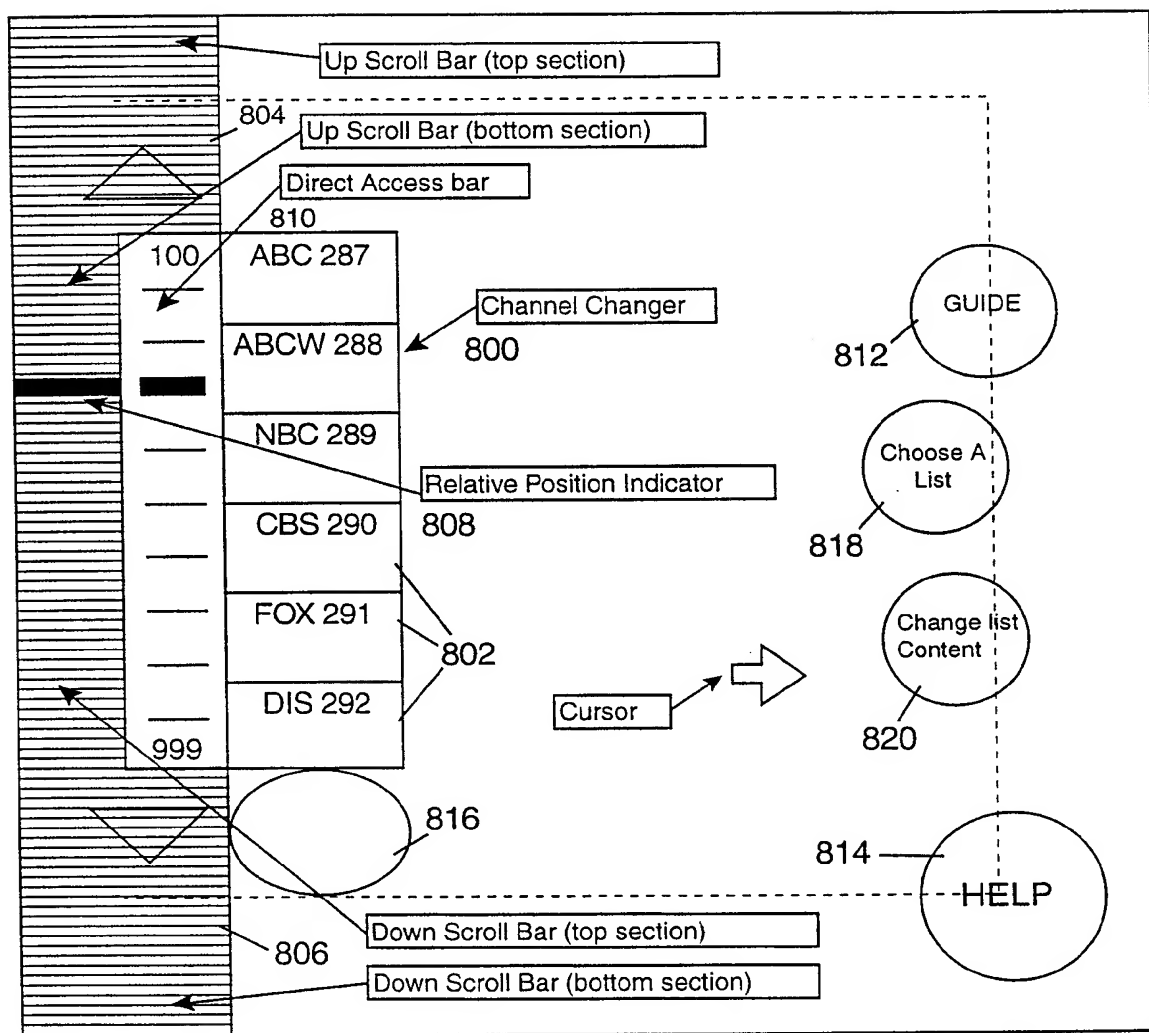 Up Scroll Bar (top section)
804
Up Scroll Bar (bottom section)
Direct Access bar
810
100
ABC 287
GUIDE
Channel Changer
812
ABCW 288
800
NBC 289
Choose A
List
Relative Position Indicator
CBS 290
808
818
FOX 291
Change list
Content
802
DIS 292
Cursor
820
999
816
814
HELP
Down Scroll Bar (top section)
806
Down Scroll Bar (bottom section)